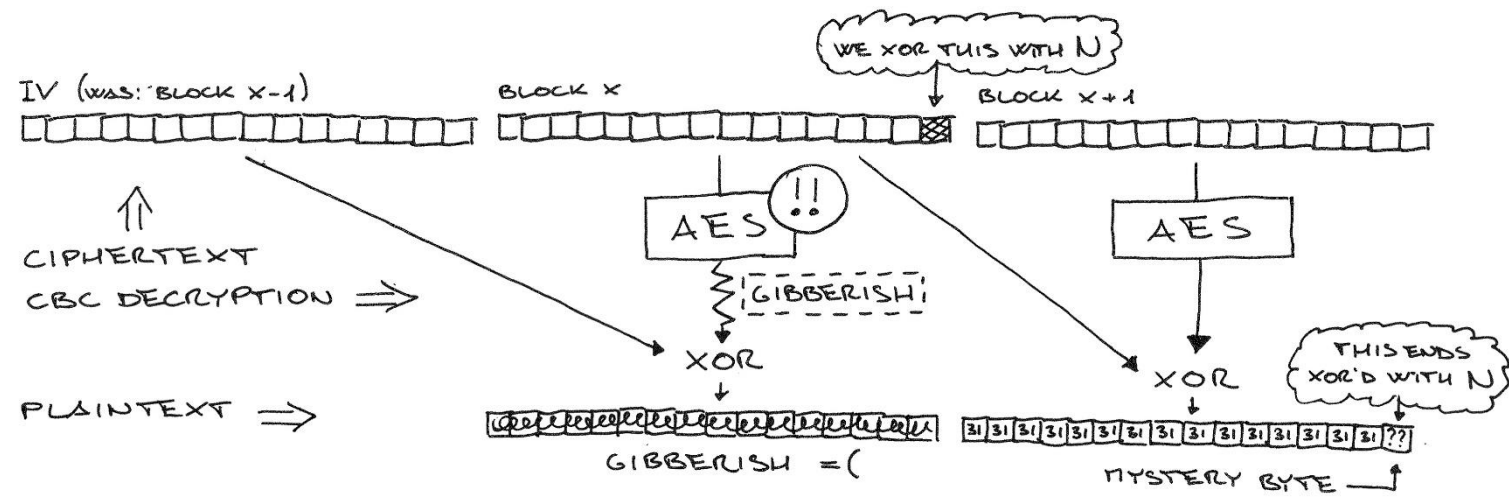 WE XOR THIS WITH N
IV (WAS: BLOCK X-1)
BLOCK X
BLOCK X+1
!!
AES
AES
CIPHERTEXT
CBC DECRYPTION
GIBBERISH
XOR
XOR
THIS ENDS
XOR'D WITH N
PLAINTEXT
31 31 31 31 31 31 31 31 31 31 31 31 31 31 31 ??
GIBBERISH =(
MYSTERY BYTE